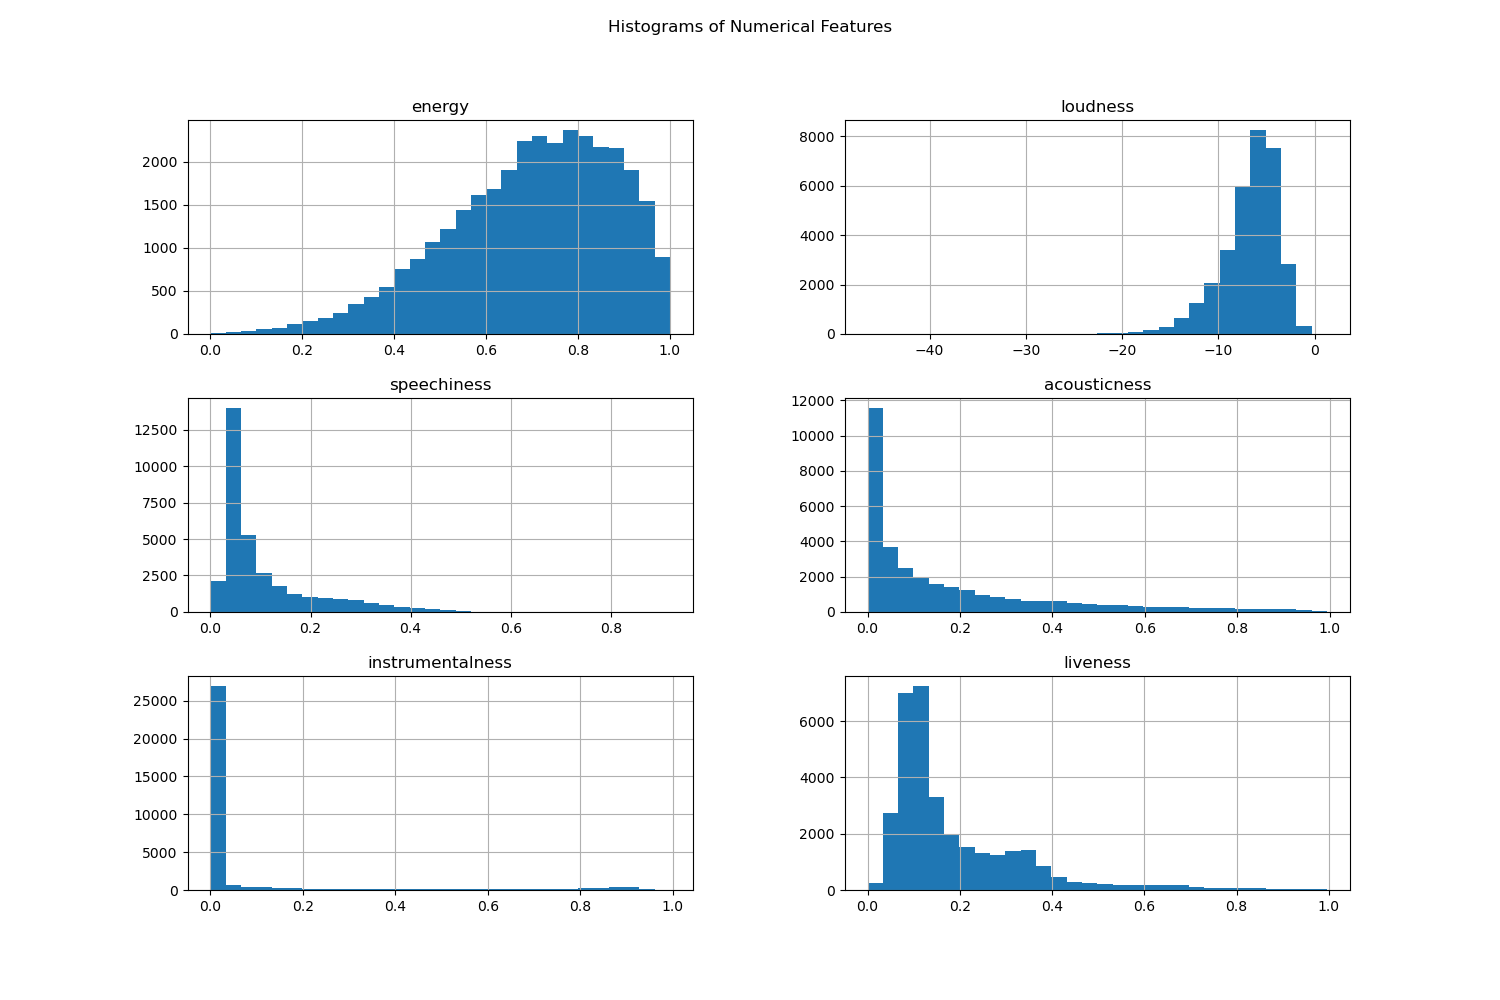 Histograms of Numerical Features
energy
2000
1500
1000
500
0
0.0 0.2 0.4 0.6 0.8 1.0
loudness
8000
6000
4000
2000
0
−40 −30 −20 −10 0
speechiness
12500
10000
7500
5000
2500
0
0.0 0.2 0.4 0.6 0.8
acousticness
12000
10000
8000
6000
4000
2000
0
0.0 0.2 0.4 0.6 0.8 1.0
instrumentalness
25000
20000
15000
10000
5000
0
0.0 0.2 0.4 0.6 0.8 1.0
liveness
6000
4000
2000
0
0.0 0.2 0.4 0.6 0.8 1.0